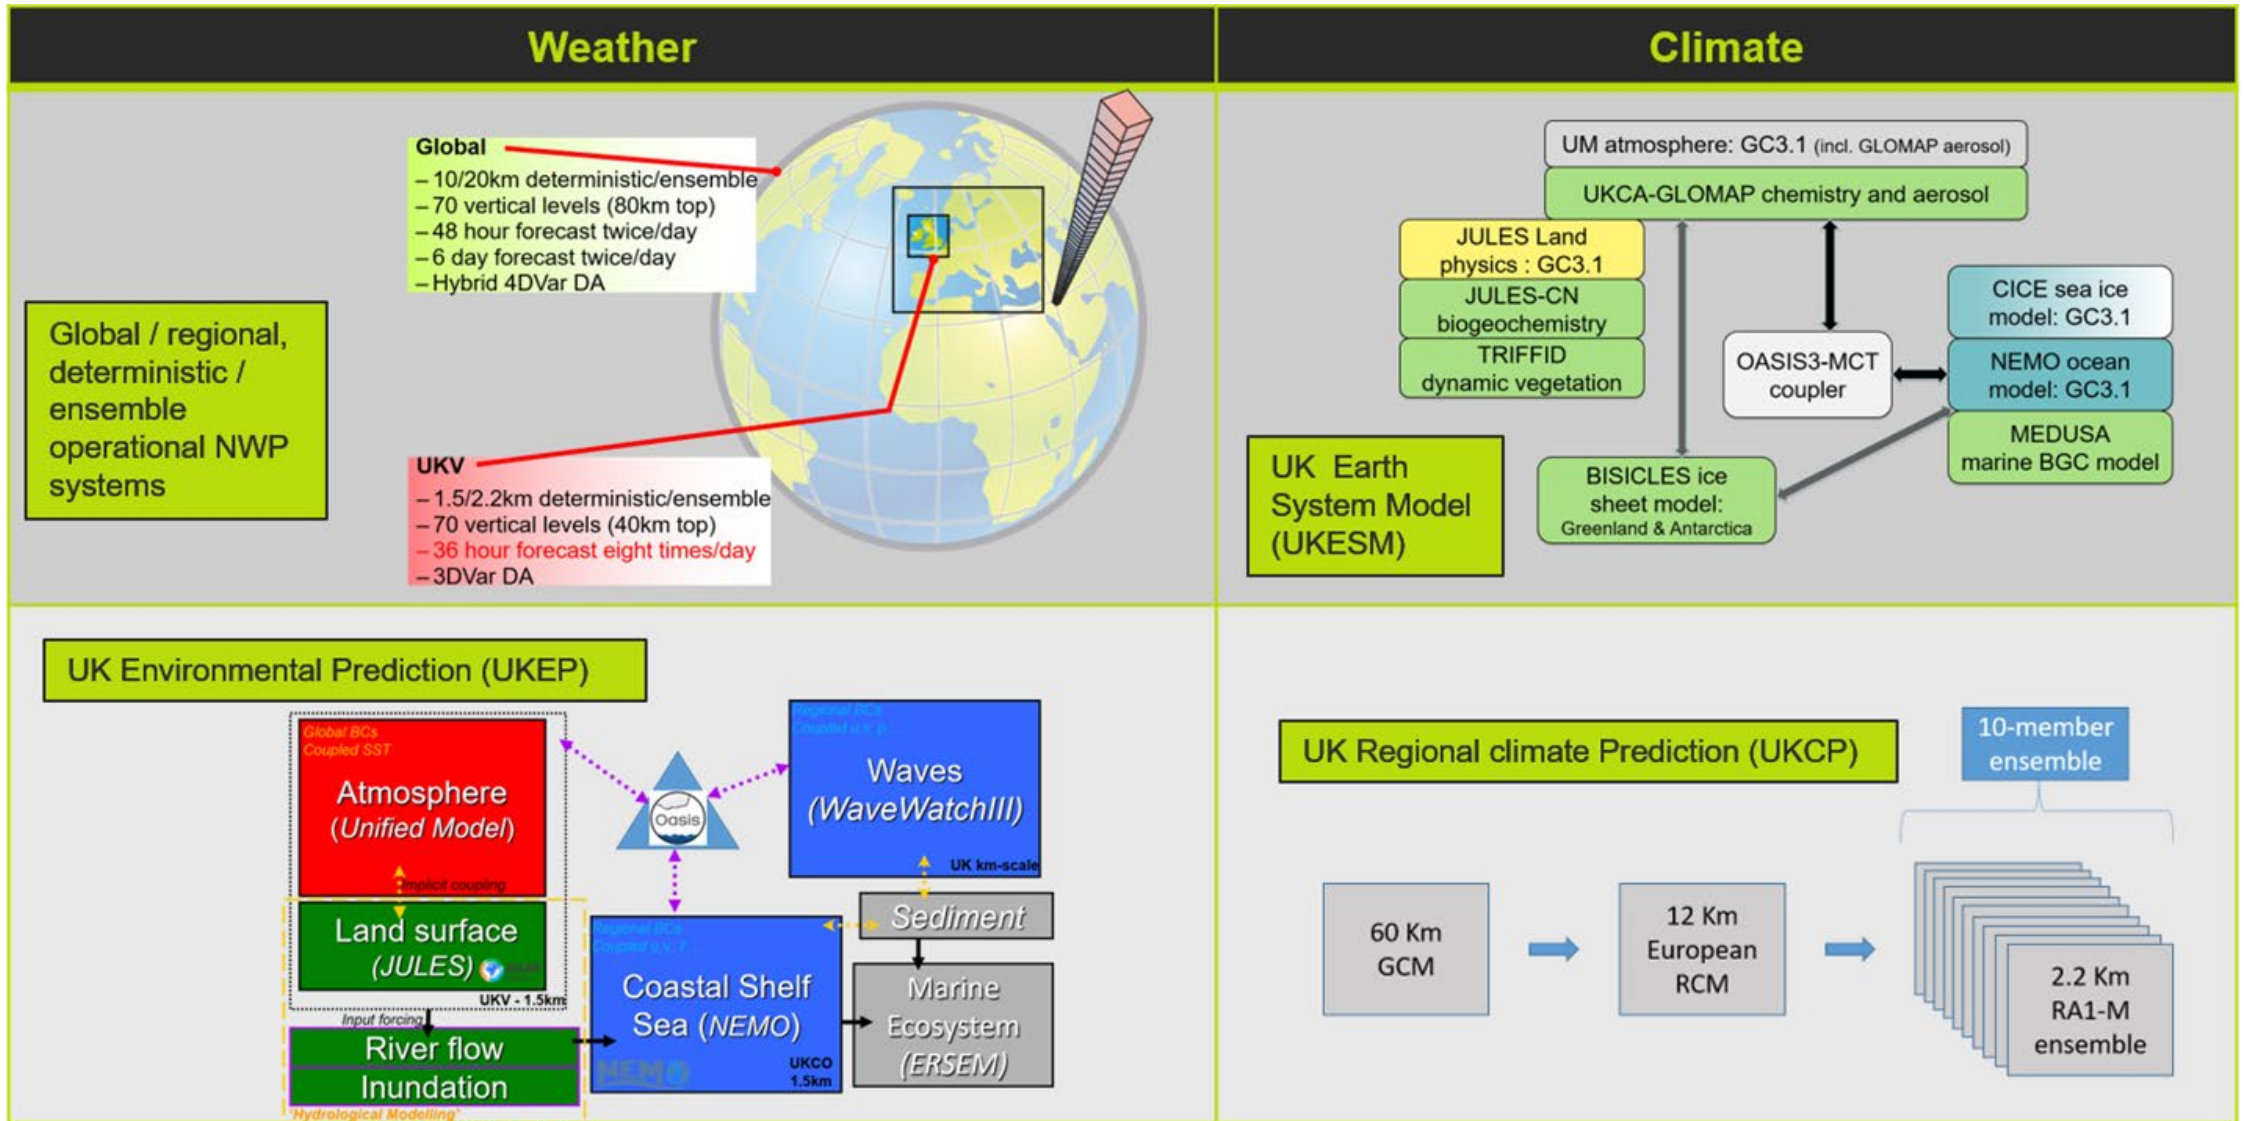 Weather
Climate
Global
– 10/20km deterministic/ensemble
– 70 vertical levels (80km top)
– 48 hour forecast twice/day
– 6 day forecast twice/day
– Hybrid 4DVar DA
Global / regional,
deterministic /
ensemble
operational NWP
systems
UKV
– 1.5/2.2km deterministic/ensemble
– 70 vertical levels (40km top)
– 36 hour forecast eight times/day
– 3DVar DA
UM atmosphere: GC3.1 (incl. GLOMAP aerosol)
UKCA-GLOMAP chemistry and aerosol
JULES Land
physics : GC3.1
JULES-CN
biogeochemistry
TRIFFID
dynamic vegetation
OASIS3-MCT
coupler
CICE sea ice
model: GC3.1
NEMO ocean
model: GC3.1
MEDUSA
marine BGC model
BISICLES ice
sheet model:
Greenland & Antarctica
UK Earth
System Model
(UKESM)
UK Environmental Prediction (UKEP)
Global BCs
Coupled SST
Atmosphere
(Unified Model)
Implicit coupling
Land surface
(JULES)
UKV - 1.5km
Input forcing
River flow
Inundation
'Hydrological Modelling'
Oasis
Regional BCs
Coupled u,v, p...
Waves
(WaveWatchIII)
UK km-scale
Sediment
Regional BCs
Coupled u,v, T...
Coastal Shelf
Sea (NEMO)
NEMO
UKCO
1.5km
Marine
Ecosystem
(ERSEM)
UK Regional climate Prediction (UKCP)
10-member
ensemble
60 Km
GCM
12 Km
European
RCM
2.2 Km
RA1-M
ensemble